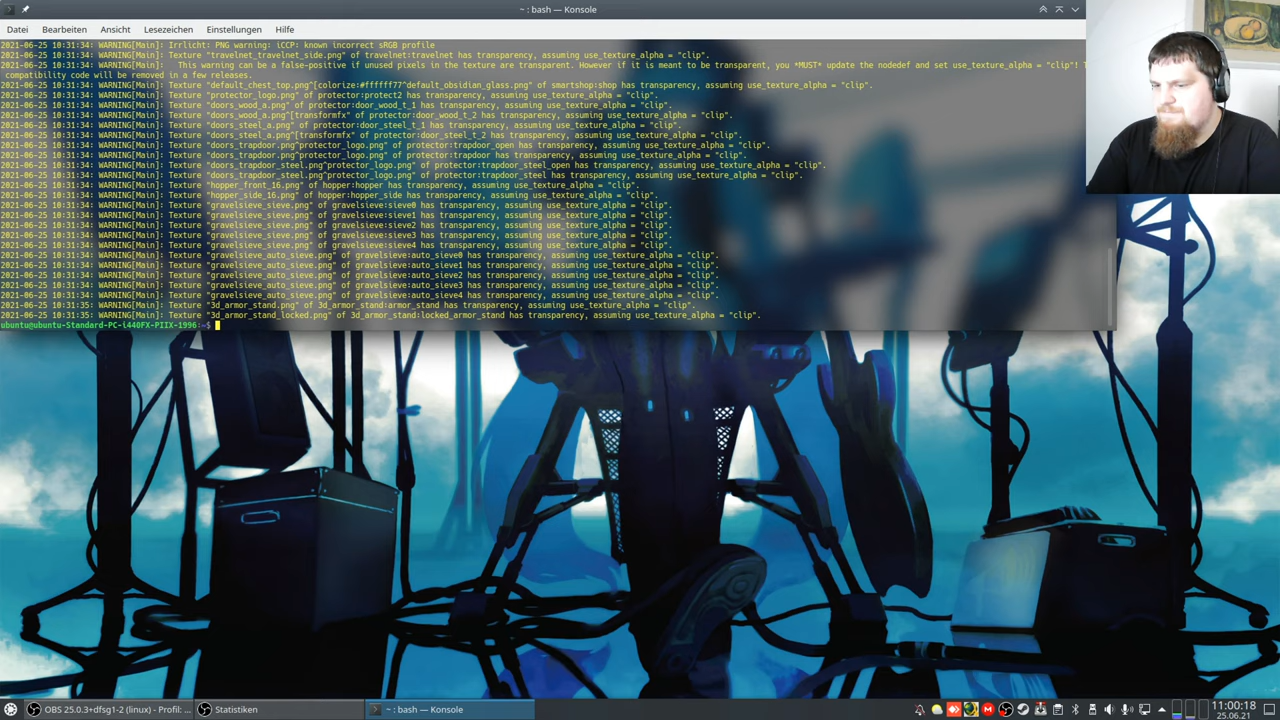 ~ : bash — Konsole
Datei Bearbeiten Ansicht Lesezeichen Einstellungen Hilfe
2021-06-25 10:31:34: WARNING[Main]: Irrlicht: PNG warning: iCCP: known incorrect sRGB profile
2021-06-25 10:31:34: WARNING[Main]: Texture "travelnet_travelnet_side.png" of travelnet:travelnet has transparency, assuming use_texture_alpha = "clip".
2021-06-25 10:31:34: WARNING[Main]:   This warning can be a false-positive if unused pixels in the texture are transparent. However if it is meant to be transparent, you *MUST* update the nodedef and set use_texture_alpha = "clip"! T
compatibility code will be removed in a few releases.
2021-06-25 10:31:34: WARNING[Main]: Texture "default_chest_top.png^[colorize:#ffffff77^default_obsidian_glass.png" of smartshop:shop has transparency, assuming use_texture_alpha = "clip".
2021-06-25 10:31:34: WARNING[Main]: Texture "protector_logo.png" of protector:protect2 has transparency, assuming use_texture_alpha = "clip".
2021-06-25 10:31:34: WARNING[Main]: Texture "doors_wood_a.png" of protector:door_wood_t_1 has transparency, assuming use_texture_alpha = "clip".
2021-06-25 10:31:34: WARNING[Main]: Texture "doors_wood_a.png^[transformfx" of protector:door_wood_t_2 has transparency, assuming use_texture_alpha = "clip".
2021-06-25 10:31:34: WARNING[Main]: Texture "doors_steel_a.png" of protector:door_steel_t_1 has transparency, assuming use_texture_alpha = "clip".
2021-06-25 10:31:34: WARNING[Main]: Texture "doors_steel_a.png^[transformfx" of protector:door_steel_t_2 has transparency, assuming use_texture_alpha = "clip".
2021-06-25 10:31:34: WARNING[Main]: Texture "doors_trapdoor.png^protector_logo.png" of protector:trapdoor_open has transparency, assuming use_texture_alpha = "clip".
2021-06-25 10:31:34: WARNING[Main]: Texture "doors_trapdoor.png^protector_logo.png" of protector:trapdoor has transparency, assuming use_texture_alpha = "clip".
2021-06-25 10:31:34: WARNING[Main]: Texture "doors_trapdoor_steel.png^protector_logo.png" of protector:trapdoor_steel_open has transparency, assuming use_texture_alpha = "clip".
2021-06-25 10:31:34: WARNING[Main]: Texture "doors_trapdoor_steel.png^protector_logo.png" of protector:trapdoor_steel has transparency, assuming use_texture_alpha = "clip".
2021-06-25 10:31:34: WARNING[Main]: Texture "hopper_front_16.png" of hopper:hopper has transparency, assuming use_texture_alpha = "clip".
2021-06-25 10:31:34: WARNING[Main]: Texture "hopper_side_16.png" of hopper:hopper_side has transparency, assuming use_texture_alpha = "clip".
2021-06-25 10:31:34: WARNING[Main]: Texture "gravelsieve_sieve.png" of gravelsieve:sieve0 has transparency, assuming use_texture_alpha = "clip".
2021-06-25 10:31:34: WARNING[Main]: Texture "gravelsieve_sieve.png" of gravelsieve:sieve1 has transparency, assuming use_texture_alpha = "clip".
2021-06-25 10:31:34: WARNING[Main]: Texture "gravelsieve_sieve.png" of gravelsieve:sieve2 has transparency, assuming use_texture_alpha = "clip".
2021-06-25 10:31:34: WARNING[Main]: Texture "gravelsieve_sieve.png" of gravelsieve:sieve3 has transparency, assuming use_texture_alpha = "clip".
2021-06-25 10:31:34: WARNING[Main]: Texture "gravelsieve_sieve.png" of gravelsieve:sieve4 has transparency, assuming use_texture_alpha = "clip".
2021-06-25 10:31:34: WARNING[Main]: Texture "gravelsieve_auto_sieve.png" of gravelsieve:auto_sieve0 has transparency, assuming use_texture_alpha = "clip".
2021-06-25 10:31:34: WARNING[Main]: Texture "gravelsieve_auto_sieve.png" of gravelsieve:auto_sieve1 has transparency, assuming use_texture_alpha = "clip".
2021-06-25 10:31:34: WARNING[Main]: Texture "gravelsieve_auto_sieve.png" of gravelsieve:auto_sieve2 has transparency, assuming use_texture_alpha = "clip".
2021-06-25 10:31:34: WARNING[Main]: Texture "gravelsieve_auto_sieve.png" of gravelsieve:auto_sieve3 has transparency, assuming use_texture_alpha = "clip".
2021-06-25 10:31:34: WARNING[Main]: Texture "gravelsieve_auto_sieve.png" of gravelsieve:auto_sieve4 has transparency, assuming use_texture_alpha = "clip".
2021-06-25 10:31:35: WARNING[Main]: Texture "3d_armor_stand.png" of 3d_armor_stand:armor_stand has transparency, assuming use_texture_alpha = "clip".
2021-06-25 10:31:35: WARNING[Main]: Texture "3d_armor_stand_locked.png" of 3d_armor_stand:locked_armor_stand has transparency, assuming use_texture_alpha = "clip".
ubuntu@ubuntu-Standard-PC-i440FX-PIIX-1996:~$
OBS 25.0.3+dfsg1-2 (linux) - Profil: ...
Statistiken
~ : bash — Konsole
11:00:18
25.06.21